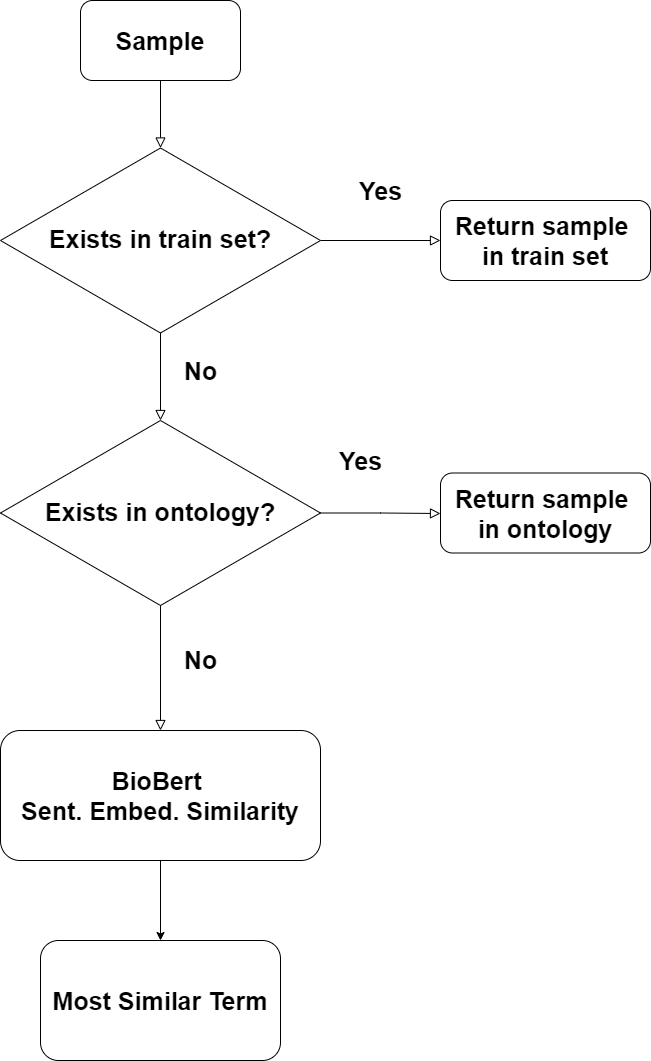 Sample
Exists in train set?
Yes
Return sample
in train set
No
Exists in ontology?
Yes
Return sample
in ontology
No
BioBert
Sent. Embed. Similarity
Most Similar Term